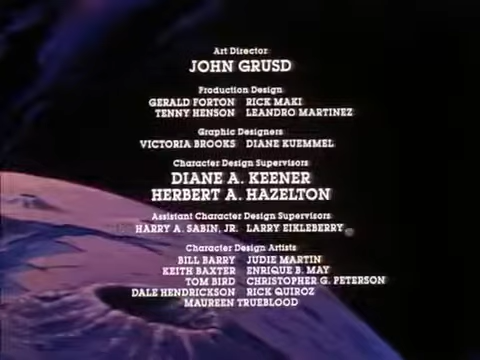 Art Director
JOHN GRUSD
Production Design
GERALD FORTON RICK MAKI
TENNY HENSON LEANDRO MARTINEZ
Graphic Designers
VICTORIA BROOKS DIANE KUEMMEL
Character Design Supervisors
DIANE A. KEENER
HERBERT A. HAZELTON
Assistant Character Design Supervisors
HARRY A. SABIN, JR. LARRY EIKLEBERRY
Character Design Artists
BILL BARRY JUDIE MARTIN
KEITH BAXTER ENRIQUE B. MAY
TOM BIRD CHRISTOPHER G. PETERSON
DALE HENDRICKSON RICK QUIROZ
MAUREEN TRUEBLOOD